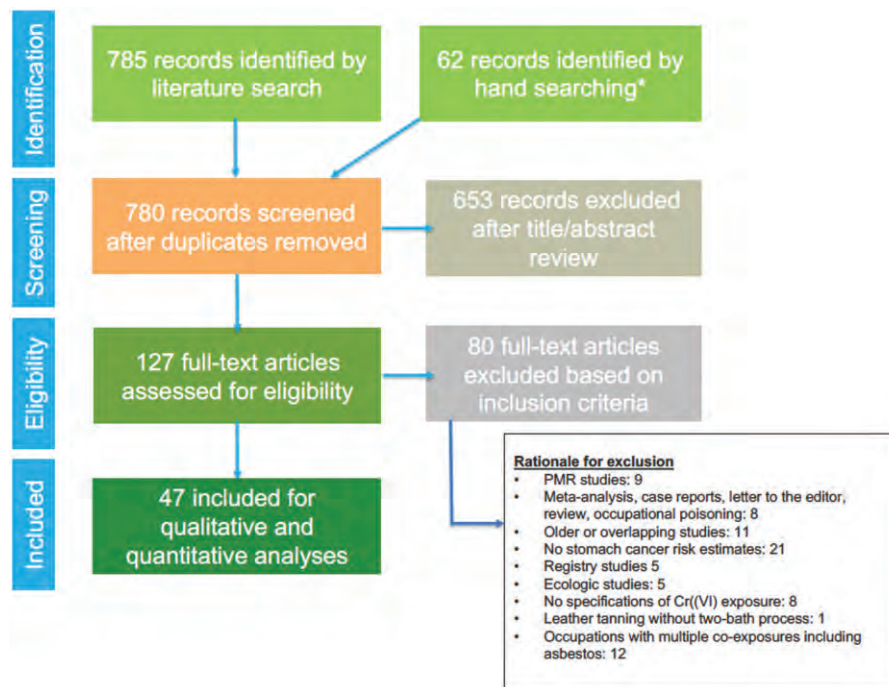 Identification
785 records identified by
literature search
62 records identified by
hand searching*
Screening
780 records screened
after duplicates removed
653 records excluded
after title/abstract
review
Eligibility
127 full-text articles
assessed for eligibility
80 full-text articles
excluded based on
inclusion criteria
Included
47 included for
qualitative and
quantitative analyses
Rationale for exclusion
• PMR studies: 9
• Meta-analysis, case reports, letter to the editor,
review, occupational poisoning: 8
• Older or overlapping studies: 11
• No stomach cancer risk estimates: 21
• Registry studies 5
• Ecologic studies: 5
• No specifications of Cr((VI) exposure: 8
• Leather tanning without two-bath process: 1
• Occupations with multiple co-exposures including
asbestos: 12